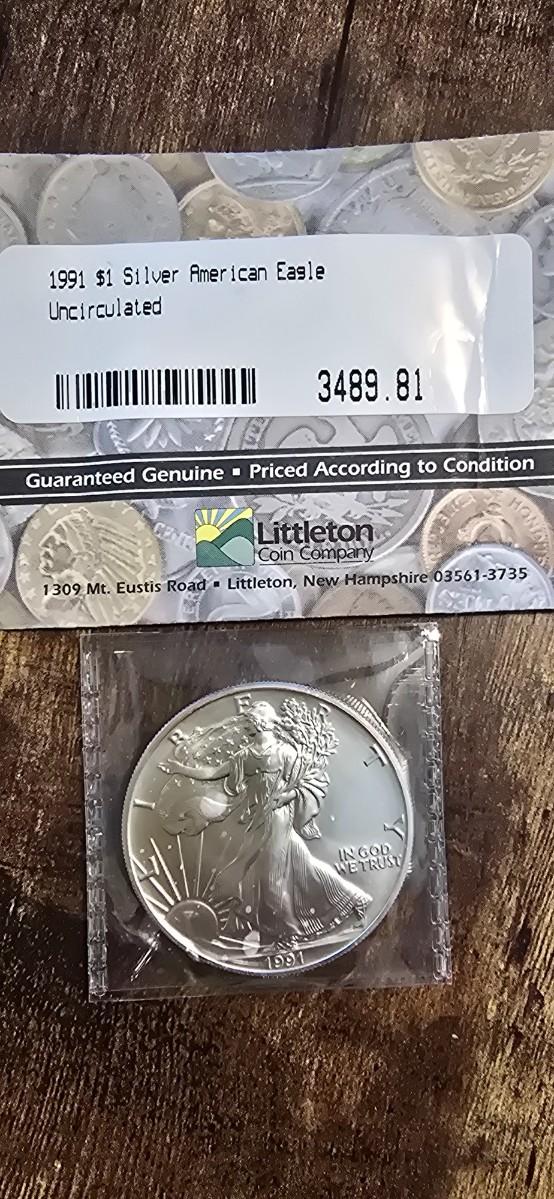 1991 $1 Silver American Eagle
Uncirculated
3489.81
Guaranteed Genuine ▪ Priced According to Condition
Littleton
Coin Company
1309 Mt. Eustis Road ▪ Littleton, New Hampshire 03561-3735
LIBERTY
IN GOD
WE TRUST
1991